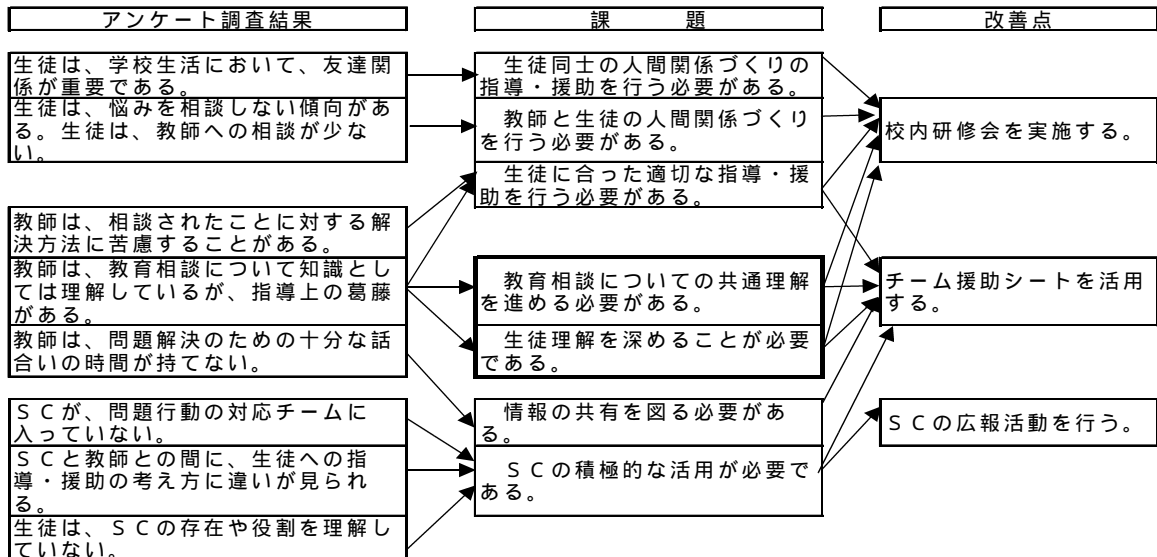 アンケート調査結果
生徒は、学校生活において、友達関
係が重要である。
生徒は、悩みを相談しない傾向があ
る。生徒は、教師への相談が少な
い。
教師は、相談されたことに対する解
決方法に苦慮することがある。
教師は、教育相談について知識とし
ては理解しているが、指導上の葛藤
がある。
教師は、問題解決のための十分な話
合いの時間が持てない。
ＳＣが、問題行動の対応チームに
入っていない。
ＳＣと教師との間に、生徒への指
導・援助の考え方に違いが見られ
る。
生徒は、ＳＣの存在や役割を理解し
ていない。
課　　題
生徒同士の人間関係づくりの
指導・援助を行う必要がある。
教師と生徒の人間関係づくり
を行う必要がある。
生徒に合った適切な指導・援
助を行う必要がある。
教育相談についての共通理解
を進める必要がある。
生徒理解を深めることが必要
である。
情報の共有を図る必要があ
る。
ＳＣの積極的な活用が必要で
ある。
改善点
校内研修会を実施する。
チーム援助シートを活用
する。
ＳＣの広報活動を行う。